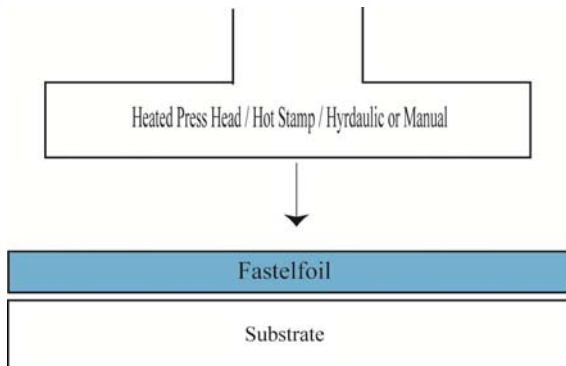 Heated Press Head / Hot Stamp / Hyrdaulic or Manual
Fastelfoil
Substrate